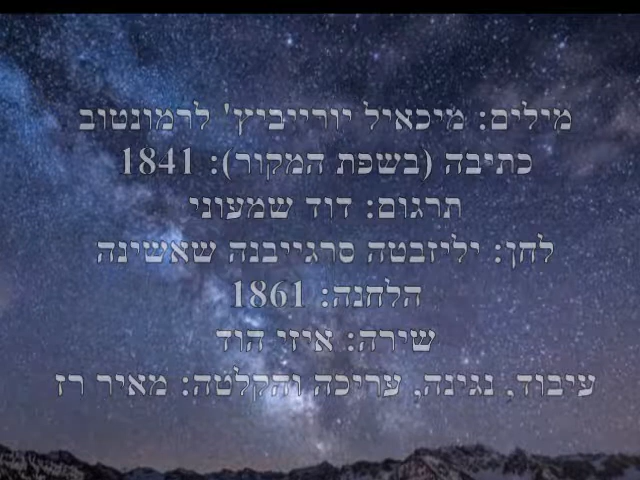 מילים: מיכאיל יורייביץ' לרמונטוב
כתיבה (בשפת המקור): 1841
תרגום: דוד שמעוני
לחן: יליזבטה סרגייבנה שאשינה
הלחנה: 1861
שירה: איזי הוד
עיבוד, נגינה, עריכה והקלטה: מאיר רז